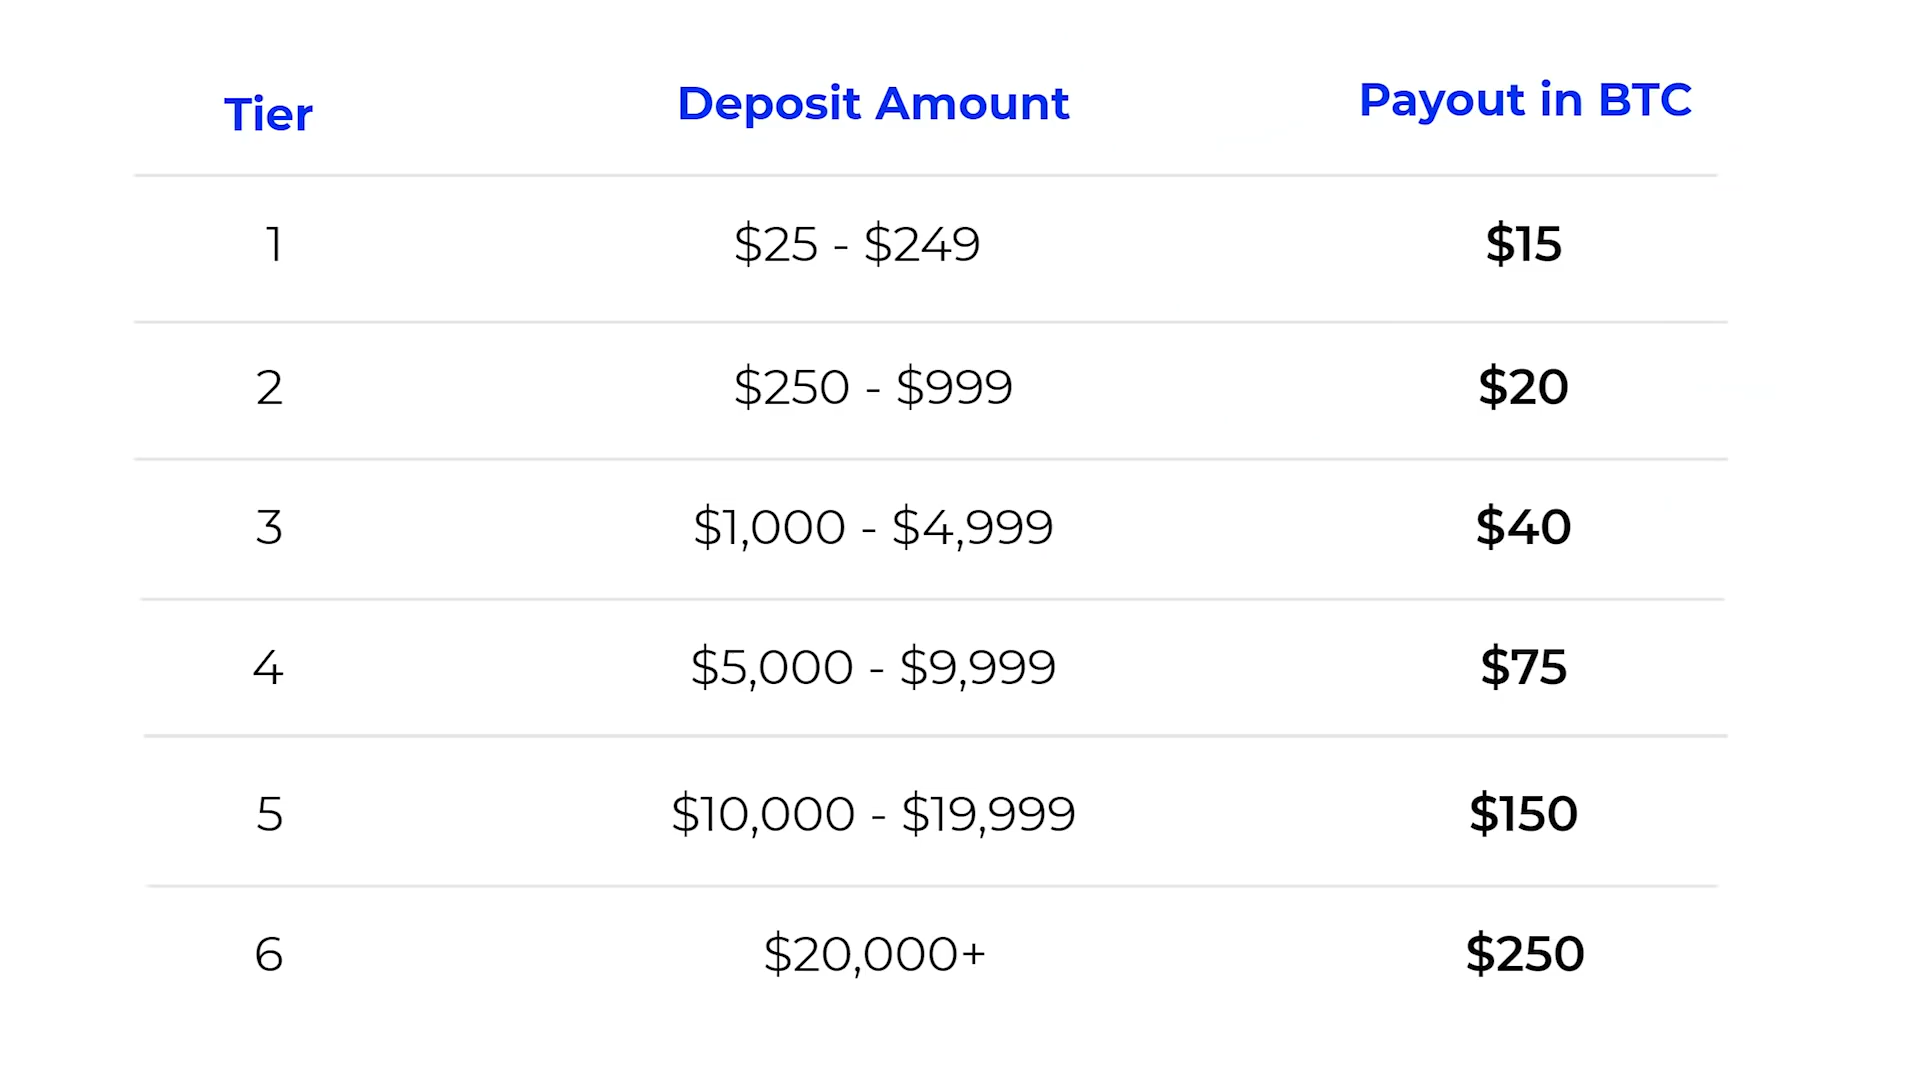 Tier Deposit Amount Payout in BTC
1 $25 - $249 $15
2 $250 - $999 $20
3 $1,000 - $4,999 $40
4 $5,000 - $9,999 $75
5 $10,000 - $19,999 $150
6 $20,000+ $250